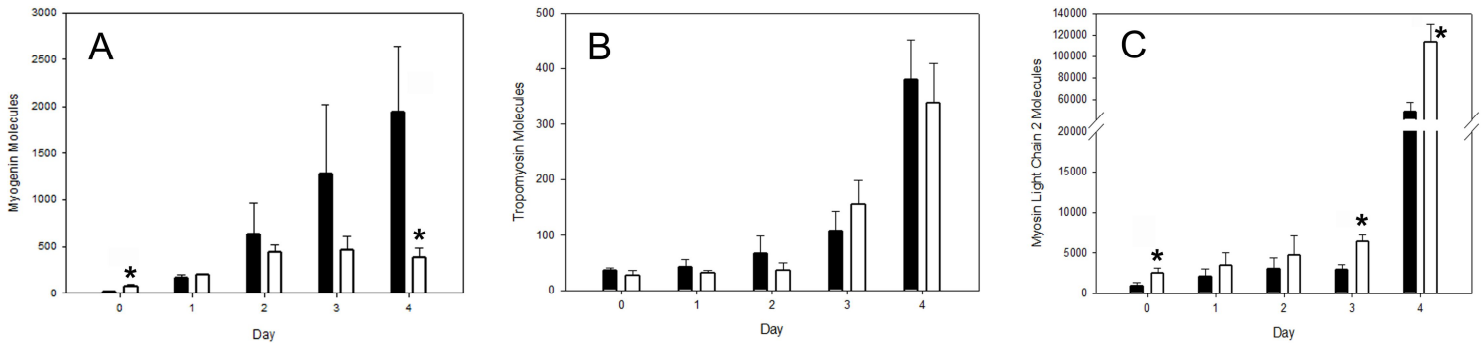 A
Myogenin Molecules
3000
2500
2000
1500
1000
500
0
*
*
0 1 2 3 4
Day
B
Tropomyosin Molecules
500
400
300
200
100
0
0 1 2 3 4
Day
C
Myosin Light Chain 2 Molecules
140000
120000
100000
80000
60000
20000
15000
10000
5000
0
*
*
*
0 1 2 3 4
Day